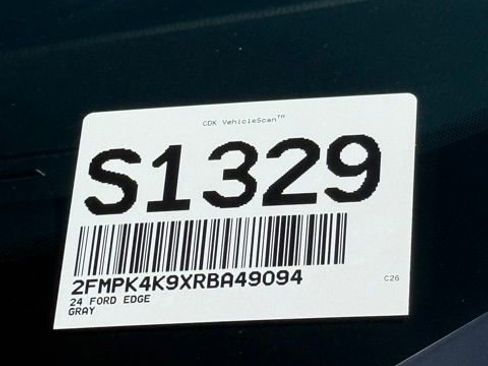 CDK VehicleScan™
S1329
2FMPK4K9XRBA49094
24 FORD EDGE
GRAY
C26